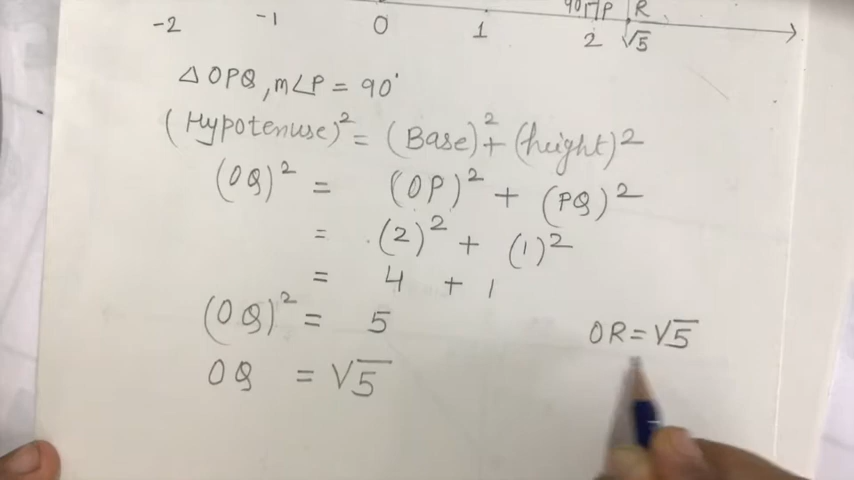 90° P R
-2 -1 0 1 2 √5
△ OPQ, m∠P = 90°
(Hypotenuse)² = (Base)² + (height)²
(OQ)² = (OP)² + (PQ)²
= (2)² + (1)²
= 4 + 1
(OQ)² = 5
OR = √5
OQ = √5